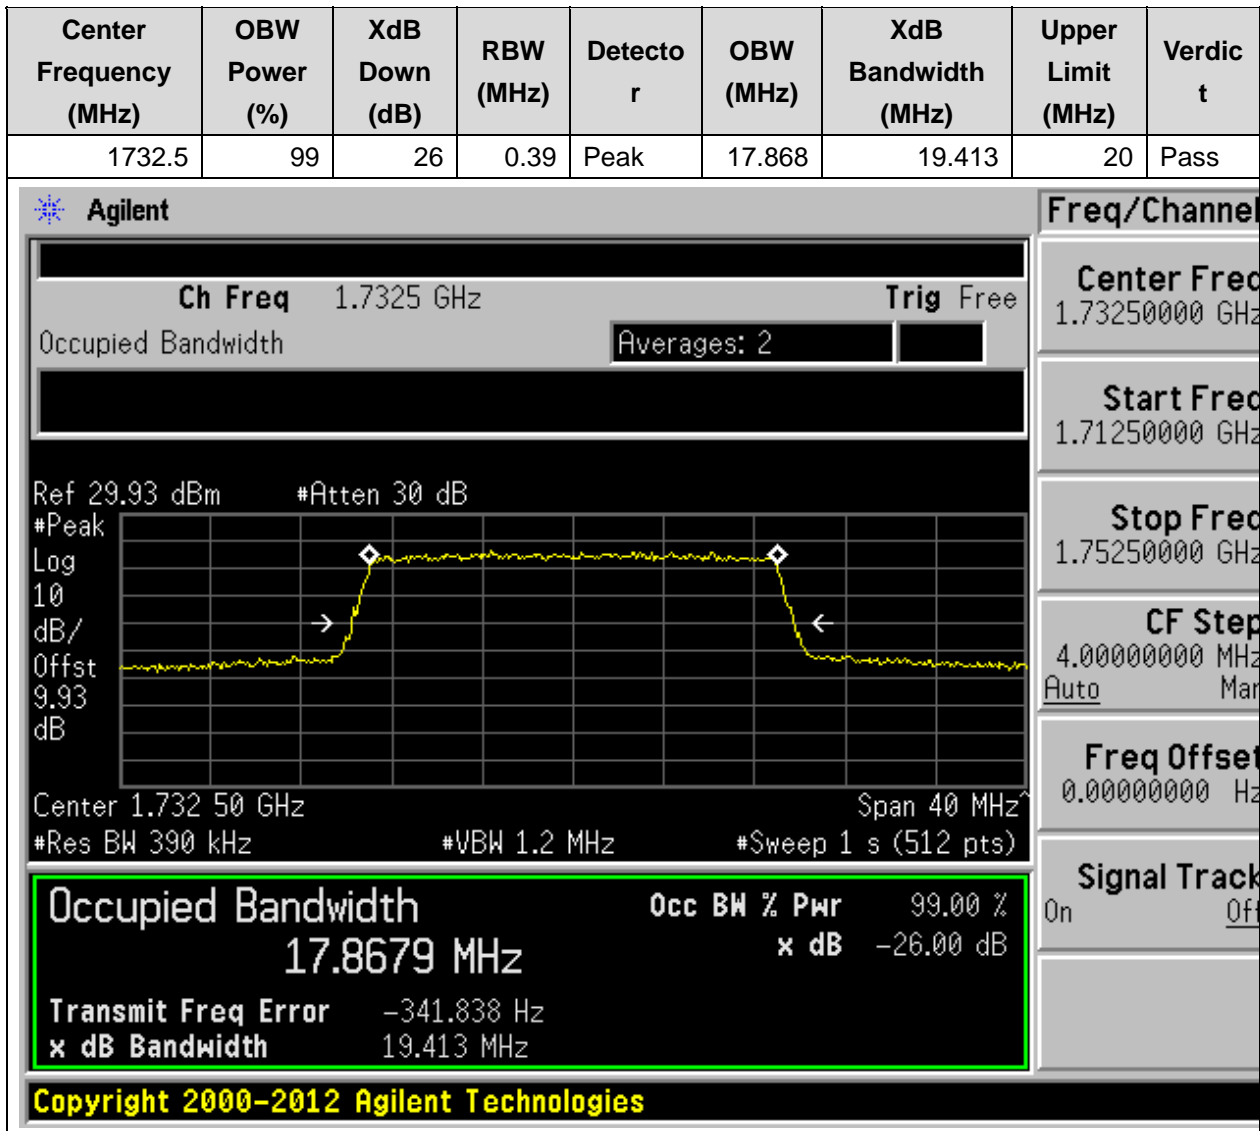 Center Frequency (MHz) OBW Power (%) XdB Down (dB) RBW (MHz) Detecto r OBW (MHz) XdB Bandwidth (MHz) Upper Limit (MHz) Verdic t
1732.5 99 26 0.39 Peak 17.868 19.413 20 Pass
Agilent
Freq/Channel
Ch Freq 1.7325 GHz Trig Free
Occupied Bandwidth Averages: 2
Center Freq
1.73250000 GHz
Start Freq
1.71250000 GHz
Stop Freq
1.75250000 GHz
CF Step
4.00000000 MHz
Auto Man
Freq Offset
0.00000000 Hz
Signal Track
On Off
Ref 29.93 dBm #Atten 30 dB
#Peak
Log
10
dB/
Offst
9.93
dB
Center 1.732 50 GHz Span 40 MHz^
#Res BW 390 kHz #VBW 1.2 MHz #Sweep 1 s (512 pts)
Occupied Bandwidth
17.8679 MHz
Occ BW % Pwr 99.00 %
x dB -26.00 dB
Transmit Freq Error -341.838 Hz
x dB Bandwidth 19.413 MHz
Copyright 2000-2012 Agilent Technologies